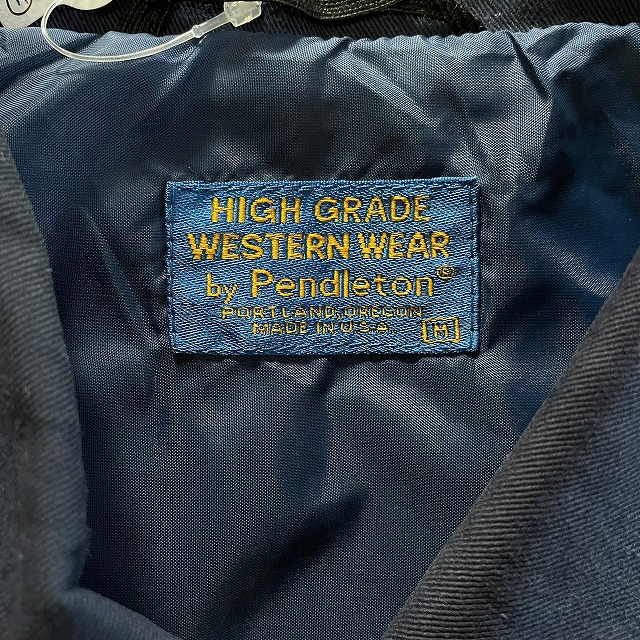 HIGH GRADE
WESTERN WEAR
by Pendleton®
PORTLAND, OREGON
MADE IN U.S.A.
M